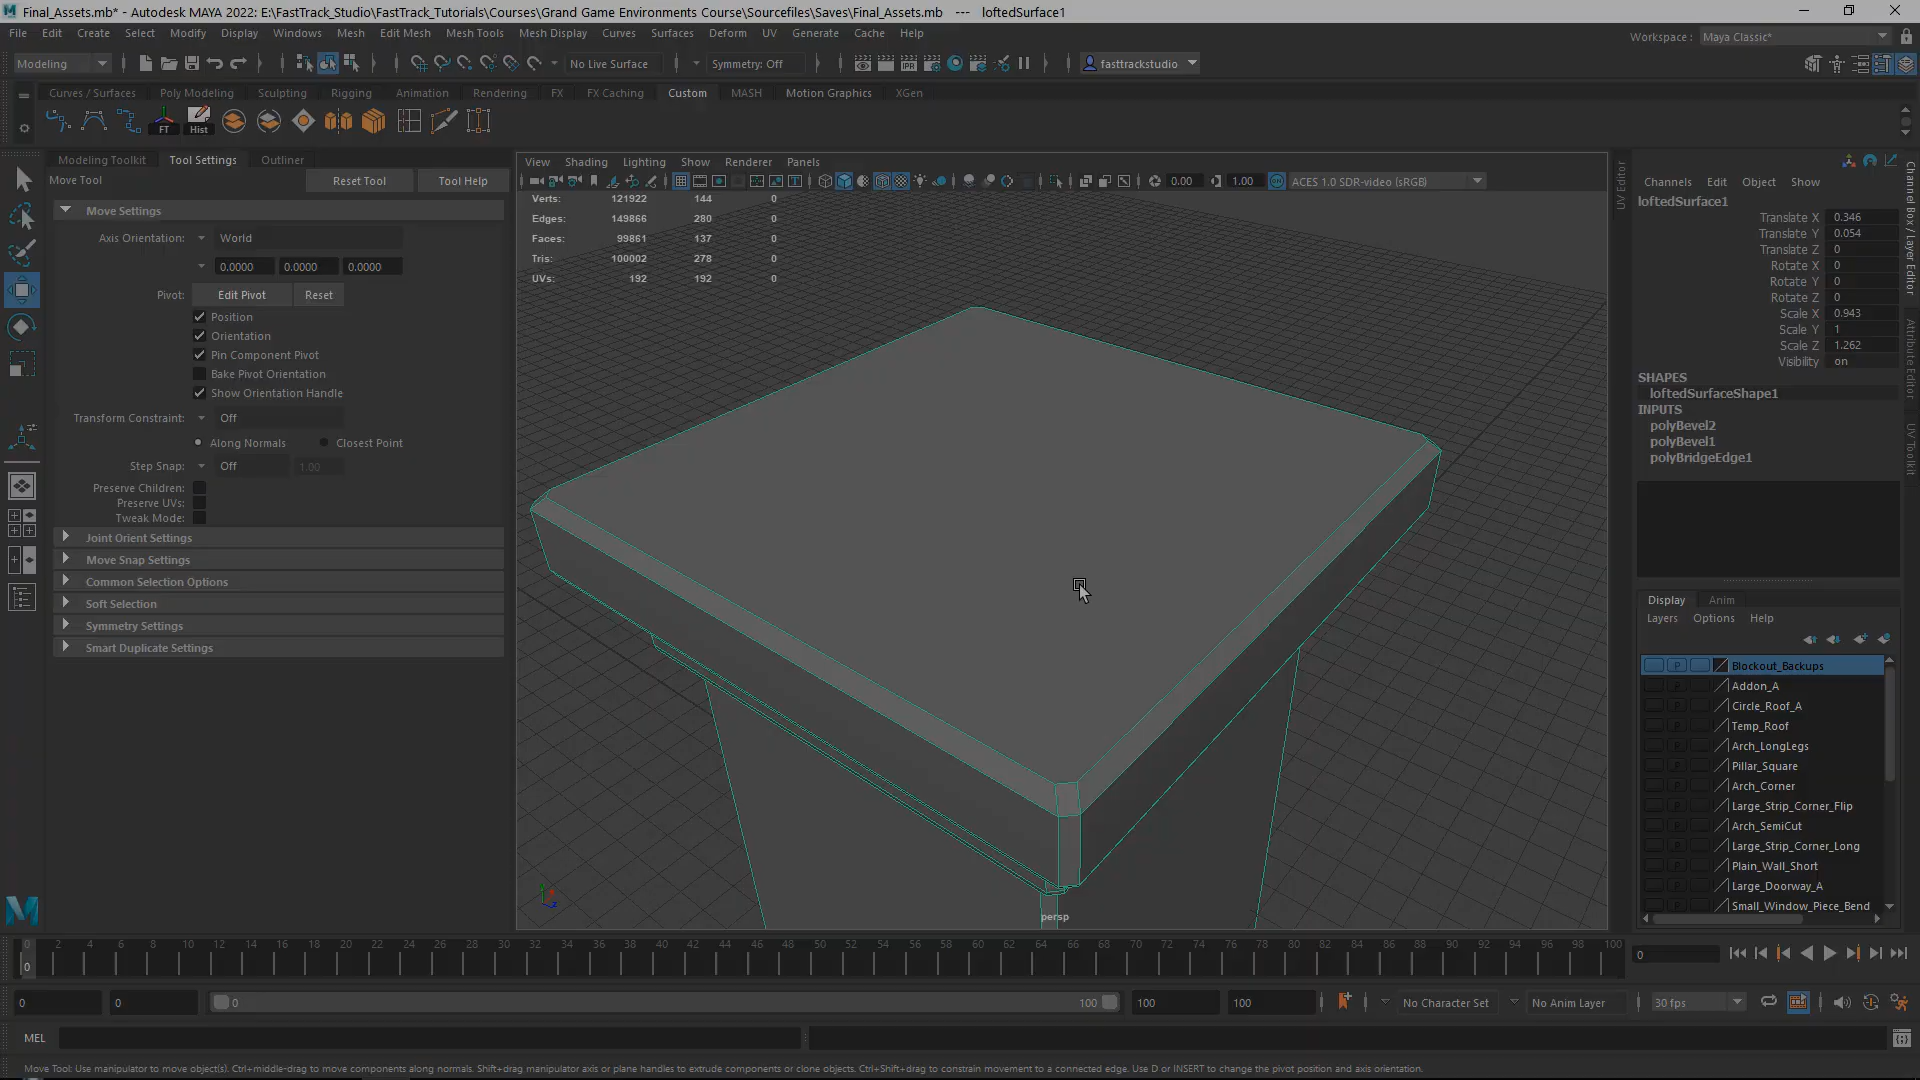 Final_Assets.mb* - Autodesk MAYA 2022: E:\FastTrack_Studio\FastTrack_Tutorials\Courses\Grand Game Environments Course\Sourcefiles\Saves\Final_Assets.mb --- loftedSurface1
File Edit Create Select Modify Display Windows Mesh Edit Mesh Mesh Tools Mesh Display Curves Surfaces Deform UV Generate Cache Help
Workspace : Maya Classic*
Modeling No Live Surface Symmetry: Off fasttrackstudio
Curves / Surfaces Poly Modeling Sculpting Rigging Animation Rendering FX FX Caching Custom MASH Motion Graphics XGen
FT Hist
Modeling Toolkit Tool Settings Outliner
Move Tool Reset Tool Tool Help
Move Settings
Axis Orientation: World
0.0000 0.0000 0.0000
Pivot: Edit Pivot Reset
Position
Orientation
Pin Component Pivot
Bake Pivot Orientation
Show Orientation Handle
Transform Constraint: Off
Along Normals Closest Point
Step Snap: Off 1.00
Preserve Children:
Preserve UVs:
Tweak Mode:
Joint Orient Settings
Move Snap Settings
Common Selection Options
Soft Selection
Symmetry Settings
Smart Duplicate Settings
View Shading Lighting Show Renderer Panels
0.00 1.00 ACES 1.0 SDR-video (sRGB)
Verts: 121922 144 0
Edges: 149866 280 0
Faces: 99861 137 0
Tris: 100002 278 0
UVs: 192 192 0
persp
UV Editor
Channels Edit Object Show
loftedSurface1
Translate X 0.346
Translate Y 0.054
Translate Z 0
Rotate X 0
Rotate Y 0
Rotate Z 0
Scale X 0.943
Scale Y 1
Scale Z 1.262
Visibility on
SHAPES
loftedSurfaceShape1
INPUTS
polyBevel2
polyBevel1
polyBridgeEdge1
Channel Box / Layer Editor
Attribute Editor
UV Toolkit
Display Anim
Layers Options Help
P Blockout_Backups
P Addon_A
P Circle_Roof_A
P Temp_Roof
P Arch_LongLegs
P Pillar_Square
P Arch_Corner
P Large_Strip_Corner_Flip
P Arch_SemiCut
P Large_Strip_Corner_Long
P Plain_Wall_Short
P Large_Doorway_A
P Small_Window_Piece_Bend
0 2 4 6 8 10 12 14 16 18 20 22 24 26 28 30 32 34 36 38 40 42 44 46 48 50 52 54 56 58 60 62 64 66 68 70 72 74 76 78 80 82 84 86 88 90 92 94 96 98 100
0 0
0 0 0 100 100 100 No Character Set No Anim Layer 30 fps
MEL
Move Tool: Use manipulator to move object(s). Ctrl+middle-drag to move components along normals. Shift+drag manipulator axis or plane handles to extrude components or clone objects. Ctrl+Shift+drag to constrain movement to a connected edge. Use D or INSERT to change the pivot position and axis orientation.